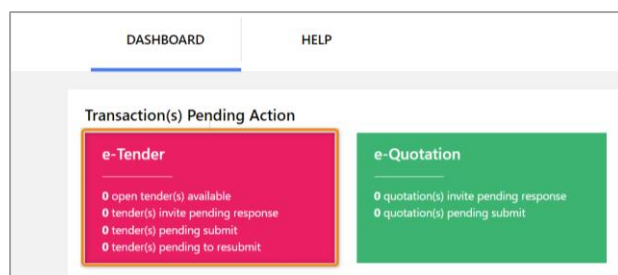 DASHBOARD HELP
Transaction(s) Pending Action
e-Tender
0 open tender(s) available
0 tender(s) invite pending response
0 tender(s) pending submit
0 tender(s) pending to resubmit
e-Quotation
0 quotation(s) invite pending response
0 quotation(s) pending submit